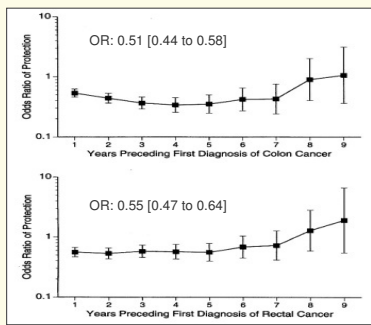 Odds Ratio of Protection
10
1
0.1
OR: 0.51 [0.44 to 0.58]
1 2 3 4 5 6 7 8 9
Years Preceding First Diagnosis of Colon Cancer
Odds Ratio of Protection
10
1
0.1
OR: 0.55 [0.47 to 0.64]
1 2 3 4 5 6 7 8 9
Years Preceding First Diagnosis of Rectal Cancer